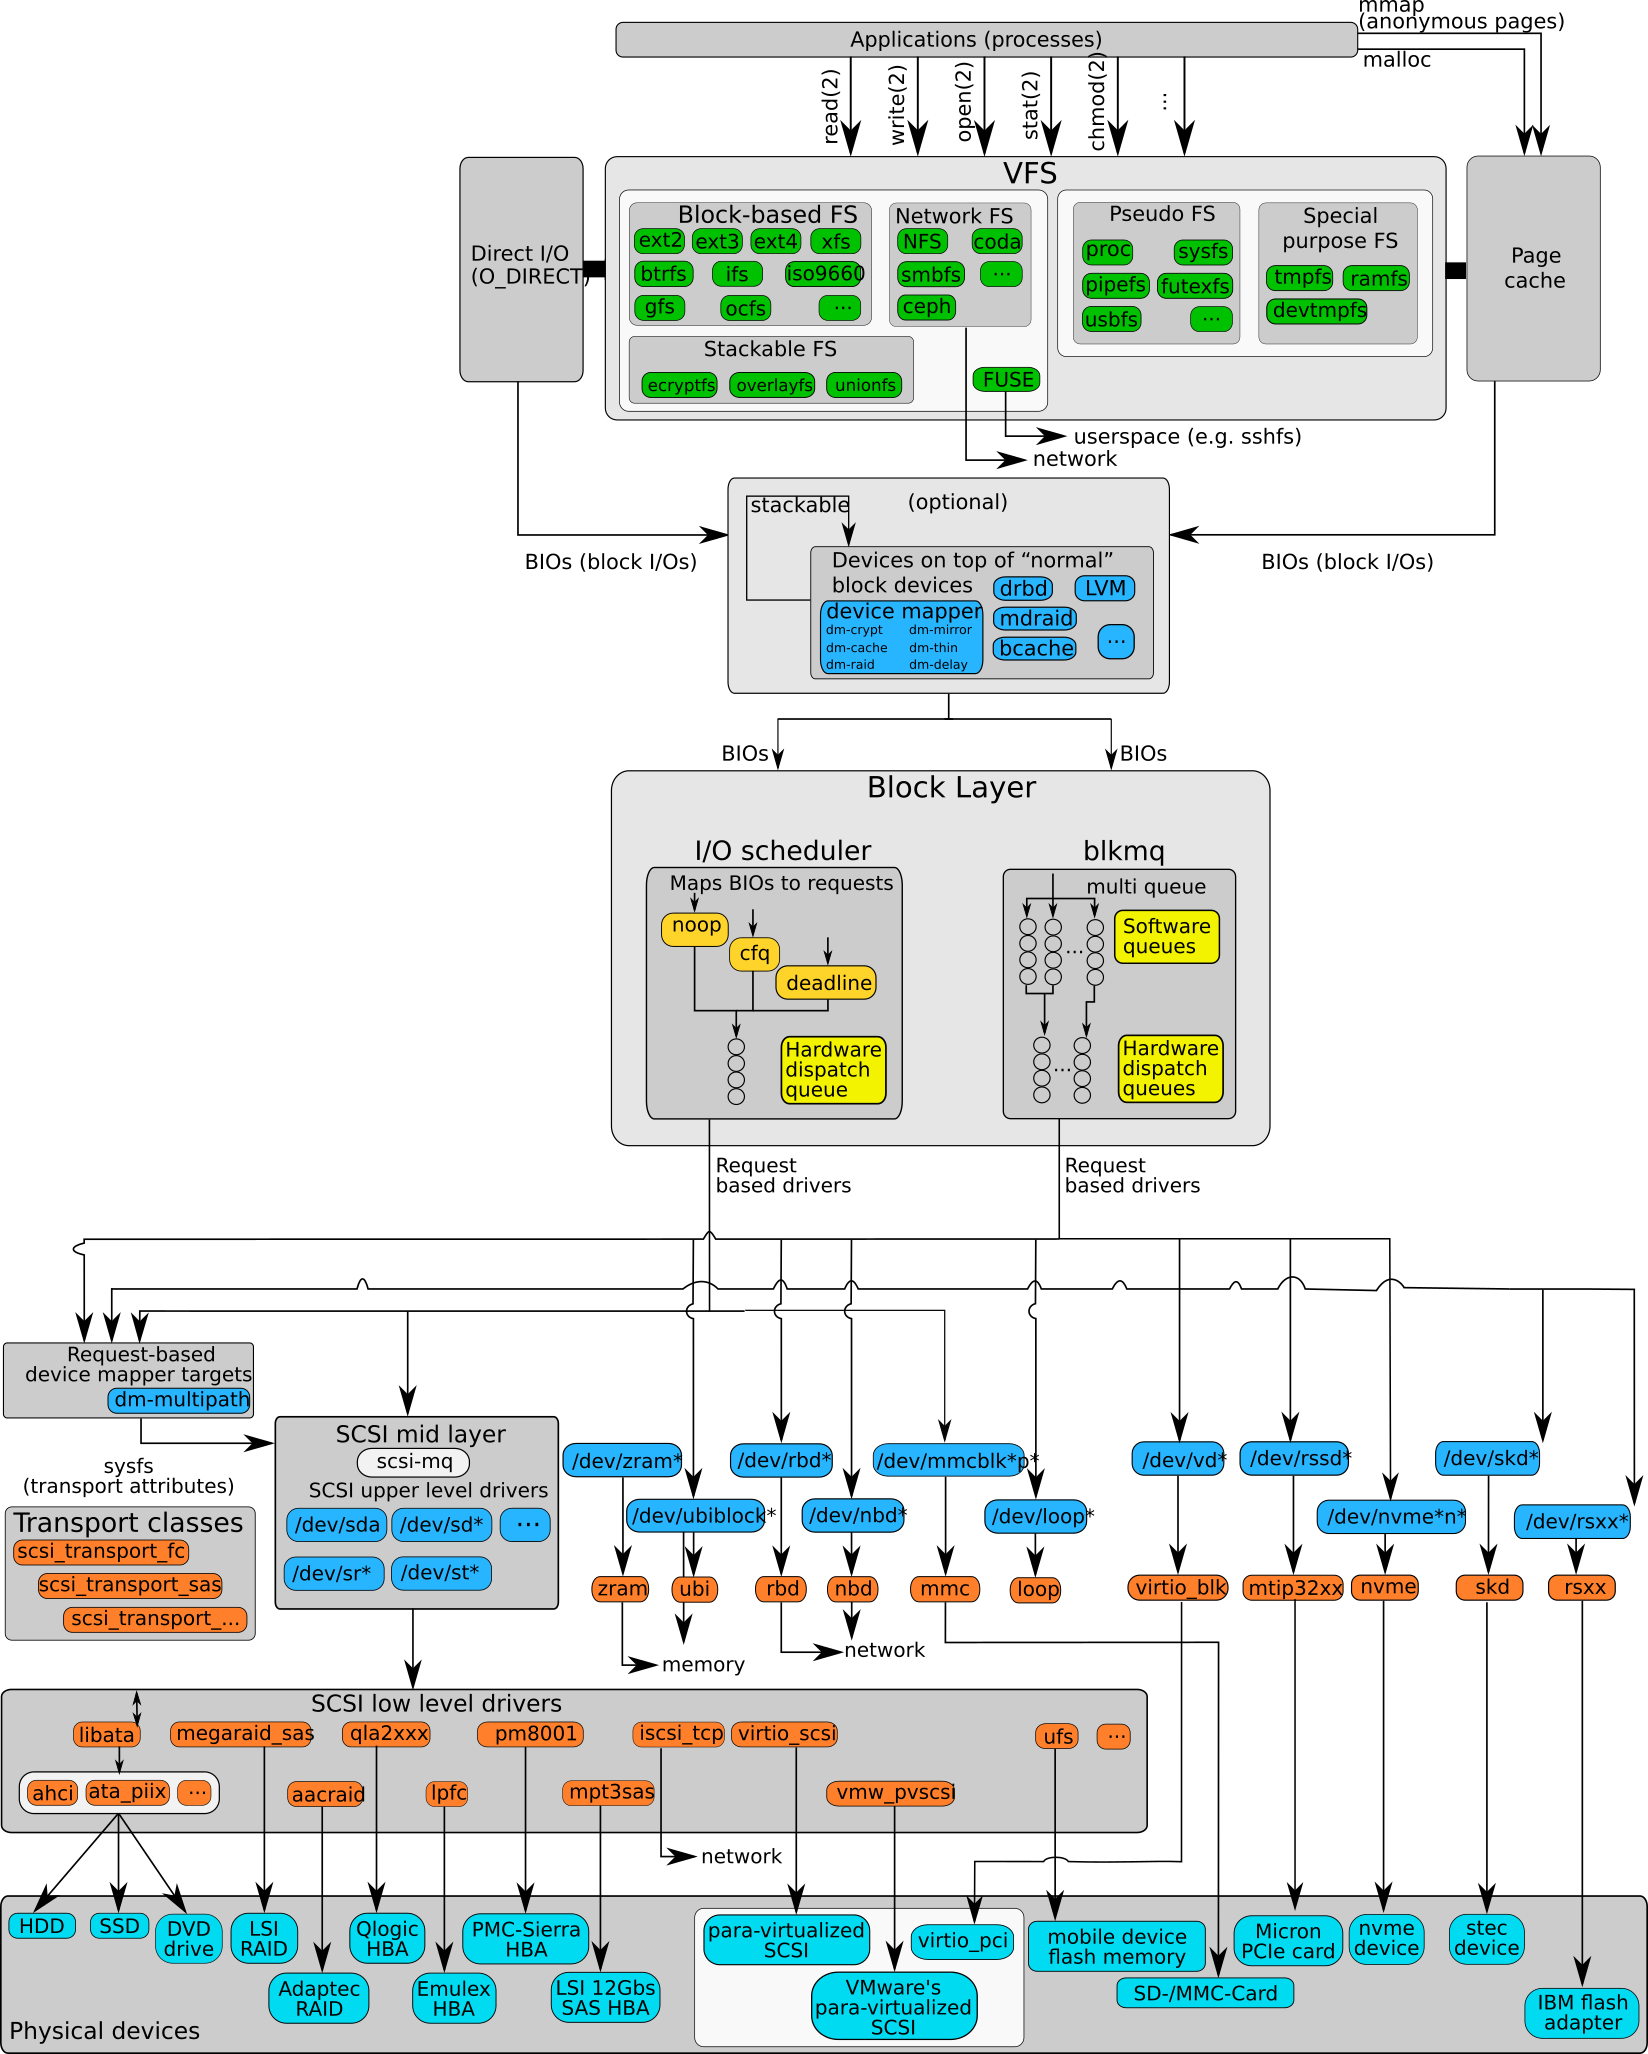 mmap
(anonymous pages)
Applications (processes)
malloc
read(2)
write(2)
open(2)
stat(2)
chmod(2)
...
VFS
Direct I/O
(O_DIRECT)
Block-based FS
ext2
ext3
ext4
xfs
btrfs
ifs
iso9660
gfs
ocfs
...
Network FS
NFS
coda
smbfs
...
ceph
Pseudo FS
proc
sysfs
pipefs
futexfs
usbfs
...
Special
purpose FS
tmpfs
ramfs
devtmpfs
Page
cache
Stackable FS
ecryptfs
overlayfs
unionfs
FUSE
userspace (e.g. sshfs)
network
stackable
(optional)
BIOs (block I/Os)
BIOs (block I/Os)
Devices on top of “normal”
block devices
drbd
LVM
device mapper
dm-crypt
dm-mirror
dm-cache
dm-thin
dm-raid
dm-delay
mdraid
bcache
...
BIOs
BIOs
Block Layer
I/O scheduler
Maps BIOs to requests
noop
cfq
deadline
Hardware
dispatch
queue
blkmq
multi queue
Software
queues
...
Hardware
dispatch
queues
...
Request
based drivers
Request
based drivers
Request-based
device mapper targets
dm-multipath
sysfs
(transport attributes)
Transport classes
scsi_transport_fc
scsi_transport_sas
scsi_transport_...
SCSI mid layer
scsi-mq
SCSI upper level drivers
/dev/sda
/dev/sd*
...
/dev/sr*
/dev/st*
/dev/zram*
/dev/rbd*
/dev/mmcblk*p*
/dev/vd*
/dev/rssd*
/dev/skd*
/dev/ubiblock*
/dev/nbd*
/dev/loop*
/dev/nvme*n*
/dev/rsxx*
zram
ubi
rbd
nbd
mmc
loop
virtio_blk
mtip32xx
nvme
skd
rsxx
memory
network
SCSI low level drivers
libata
megaraid_sas
qla2xxx
pm8001
iscsi_tcp
virtio_scsi
ufs
...
ahci
ata_piix
...
aacraid
lpfc
mpt3sas
vmw_pvscsi
network
HDD
SSD
DVD
drive
LSI
RAID
Qlogic
HBA
PMC-Sierra
HBA
para-virtualized
SCSI
virtio_pci
mobile device
flash memory
Micron
PCIe card
nvme
device
stec
device
Adaptec
RAID
Emulex
HBA
LSI 12Gbs
SAS HBA
VMware's
para-virtualized
SCSI
SD-/MMC-Card
IBM flash
adapter
Physical devices